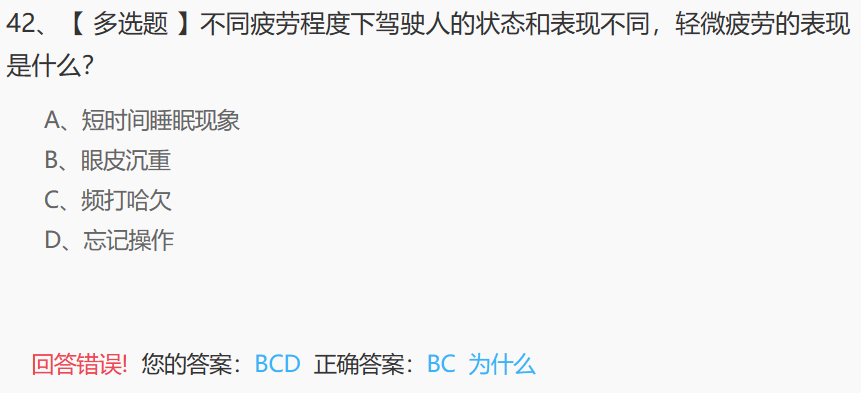 42、【 多选题 】不同疲劳程度下驾驶人的状态和表现不同，轻微疲劳的表现
是什么？
A、短时间睡眠现象
B、眼皮沉重
C、频打哈欠
D、忘记操作
回答错误! 您的答案：BCD 正确答案：BC 为什么